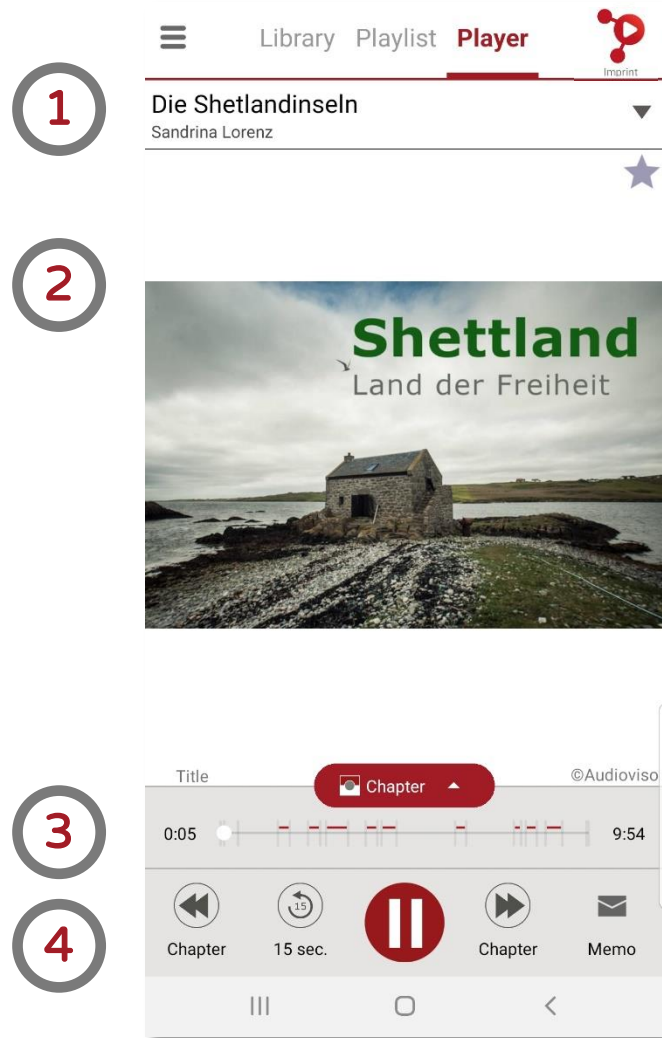 Library Playlist Player
Imprint
1
Die Shetlandinseln
Sandrina Lorenz
2
Shettland
Land der Freiheit
Title
Chapter
©Audioviso
3
0:05
9:54
4
15
Chapter
15 sec.
Chapter
Memo